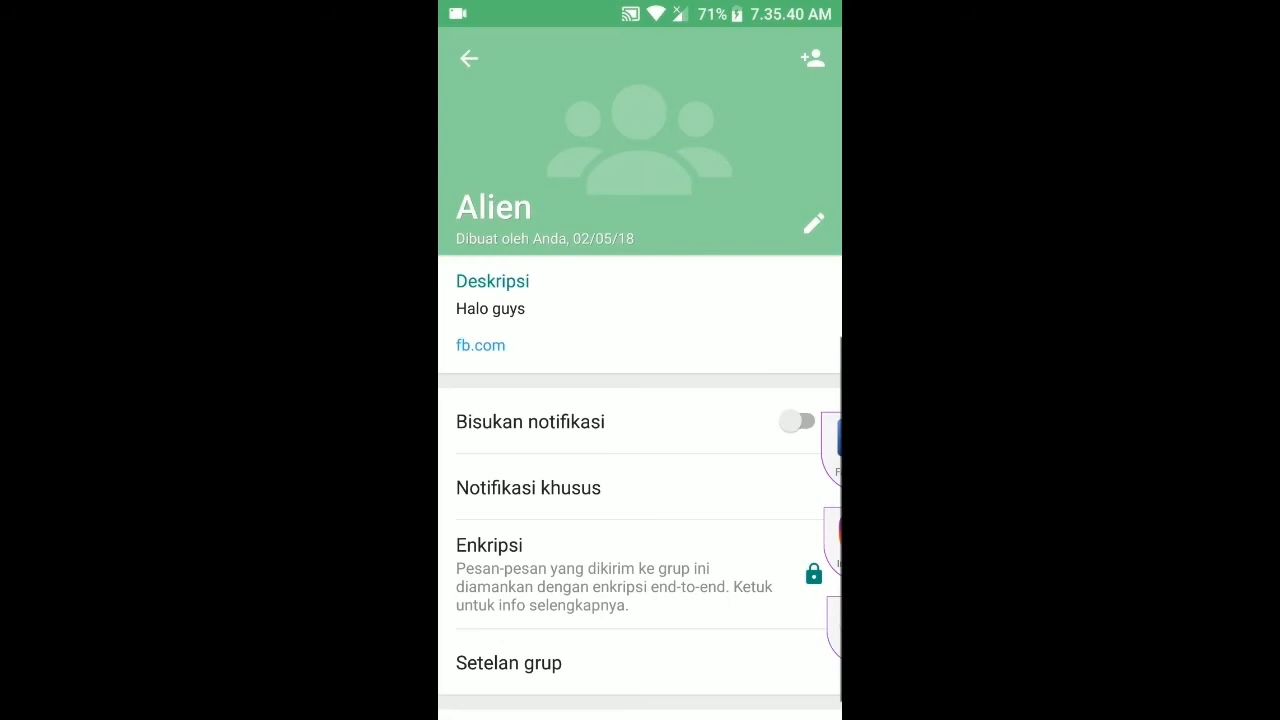 71% 7.35.40 AM
Alien
Dibuat oleh Anda, 02/05/18
Deskripsi
Halo guys
fb.com
Bisukan notifikasi
Notifikasi khusus
Enkripsi
Pesan-pesan yang dikirim ke grup ini
diamankan dengan enkripsi end-to-end. Ketuk
untuk info selengkapnya.
Setelan grup